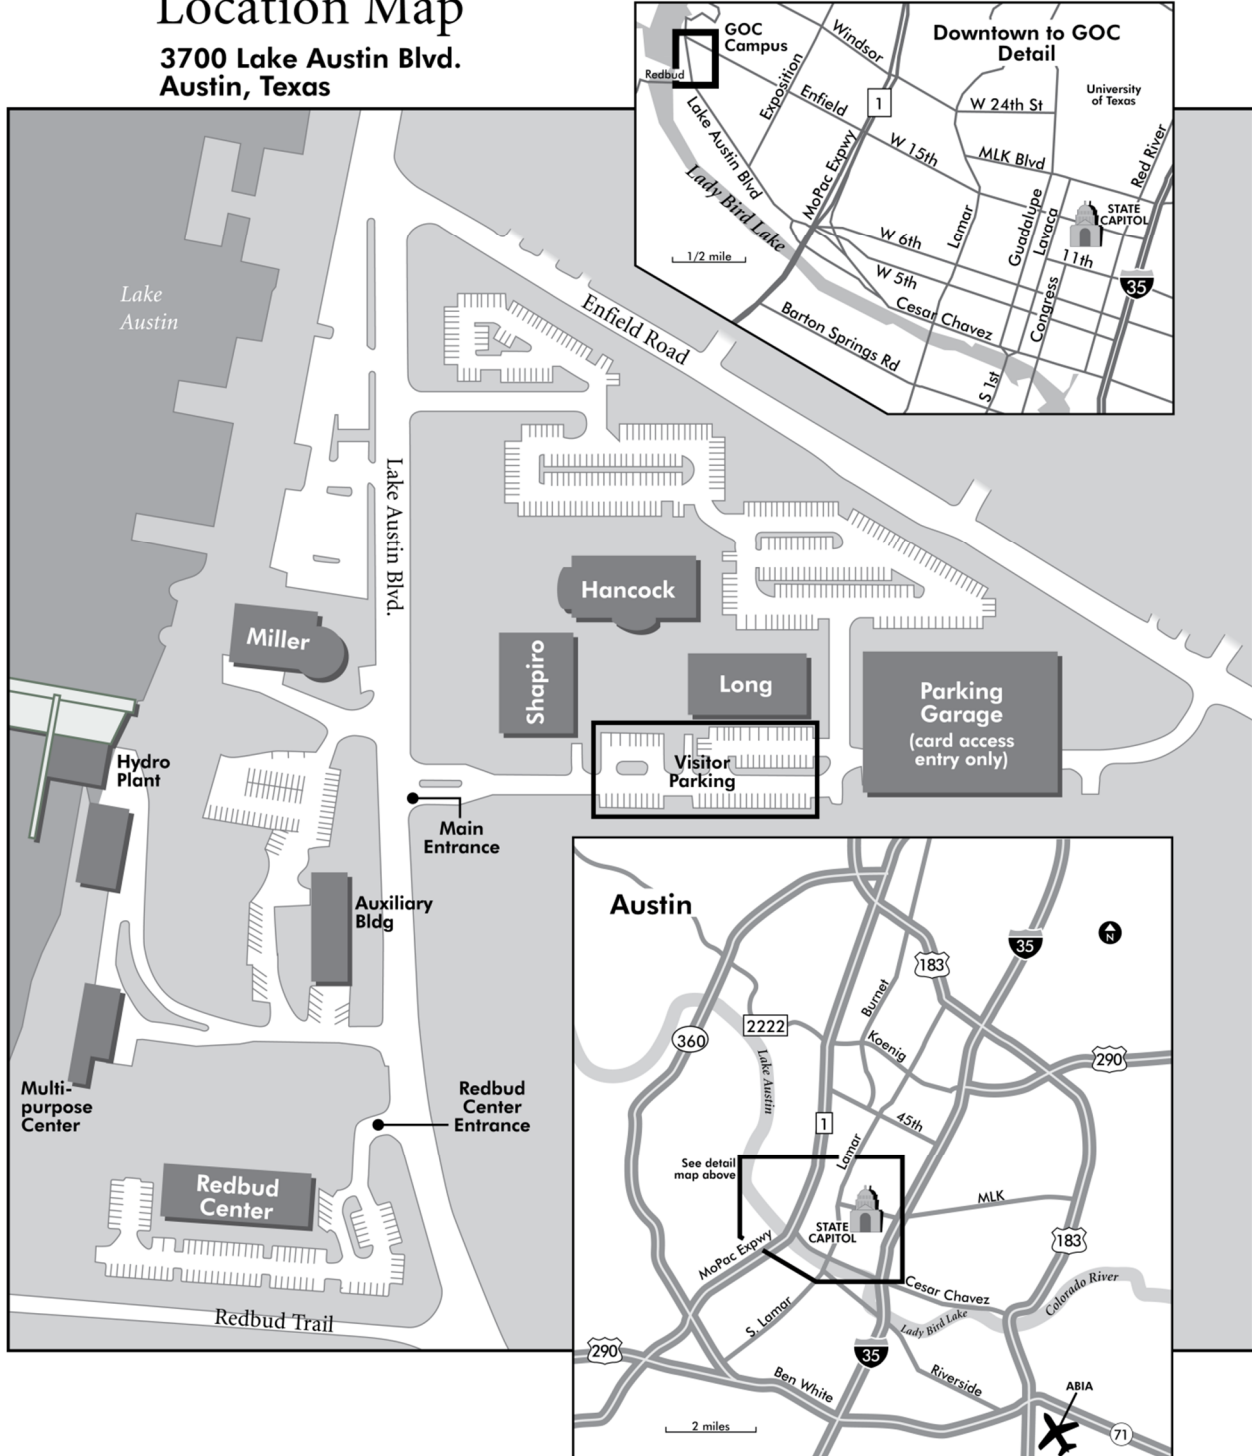 Location Map
3700 Lake Austin Blvd.
Austin, Texas
GOC
Campus
Redbud
Windsor
Downtown to GOC
Detail
University
of Texas
Exposition
Enfield
1
W 24th St
Lake Austin Blvd
W 15th
MLK Blvd
Red River
MoPac Expwy
Lady Bird Lake
Lamar
Guadalupe
Lavaca
STATE
CAPITOL
W 6th
11th
1/2 mile
W 5th
35
Cesar Chavez
Congress
Barton Springs Rd
S 1st
Lake
Austin
Enfield Road
Lake Austin Blvd.
Hancock
Miller
Shapiro
Long
Parking
Garage
(card access
entry only)
Visitor
Parking
Hydro
Plant
Main
Entrance
Auxiliary
Bldg
Multi-
purpose
Center
Redbud
Center
Entrance
Redbud
Center
Redbud Trail
Austin
N
35
183
Burnet
2222
360
Koenig
290
Lake Austin
1
45th
See detail
map above
Lamar
MLK
STATE
CAPITOL
183
MoPac Expwy
Cesar Chavez
Colorado River
S. Lamar
Lady Bird Lake
290
35
Ben White
Riverside
ABIA
2 miles
71